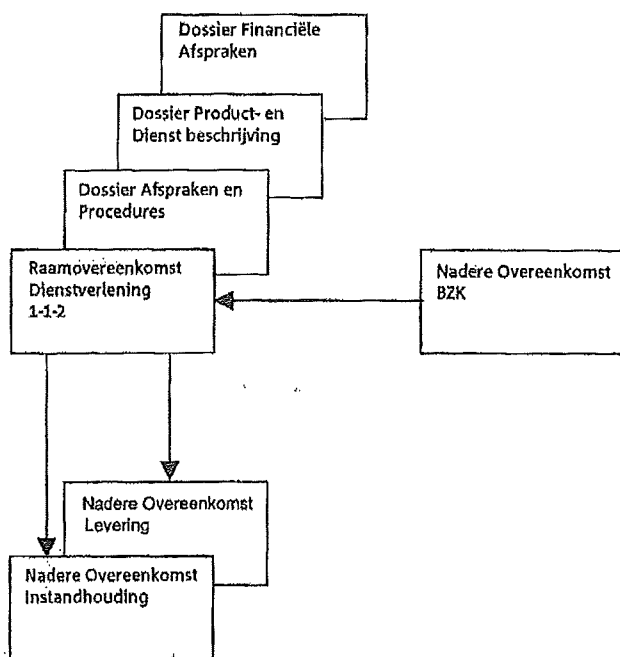 Dossier Financiële
Afspraken
Dossier Product- en
Dienst beschrijving
Dossier Afspraken en
Procedures
Raamovereenkomst
Dienstverlening
1-1-2
Nadere Overeenkomst
BZK
Nadere Overeenkomst
Levering
Nadere Overeenkomst
Instandhouding